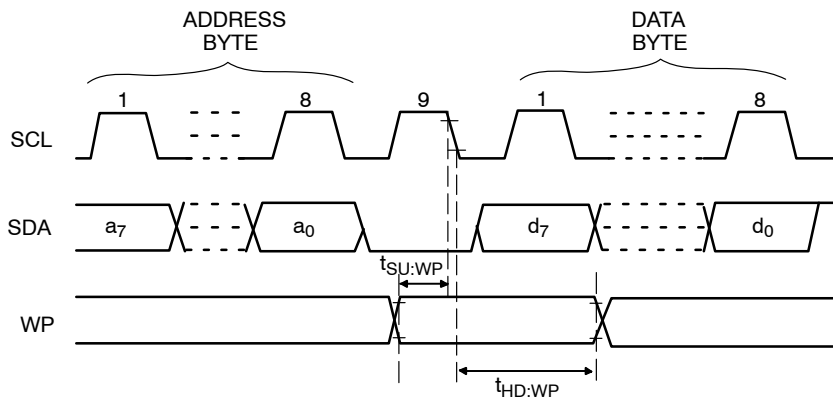 ADDRESS
BYTE
DATA
BYTE
1
8
9
1
8
SCL
SDA
a7
a0
d7
d0
tSU:WP
WP
tHD:WP